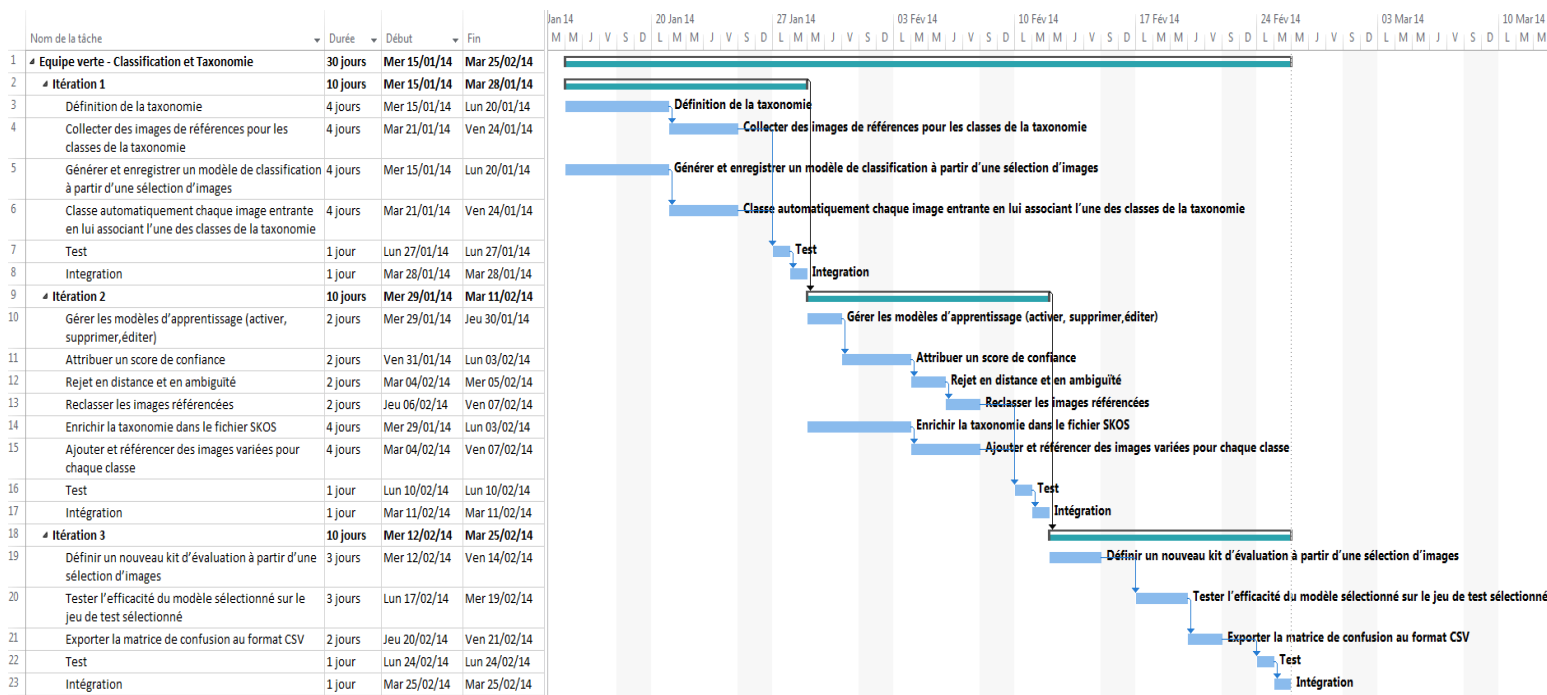 Jan 14 20 Jan 14 27 Jan 14 03 Fév 14 10 Fév 14 17 Fév 14 24 Fév 14 03 Mar 14 10 Mar 14
Nom de la tâche Durée Début Fin M M J V S D L M M J V S D L M M J V S D L M M J V S D L M M J V S D L M M J V S D L M M J V S D L M M J V S D L M M
1 Equipe verte - Classification et Taxonomie 30 jours Mer 15/01/14 Mar 25/02/14
2 Itération 1 10 jours Mer 15/01/14 Mar 28/01/14
3 Définition de la taxonomie 4 jours Mer 15/01/14 Lun 20/01/14 Définition de la taxonomie
4 Collecter des images de références pour les 4 jours Mar 21/01/14 Ven 24/01/14 Collecter des images de références pour les classes de la taxonomie
classes de la taxonomie
5 Générer et enregistrer un modèle de classification 4 jours Mer 15/01/14 Lun 20/01/14 Générer et enregistrer un modèle de classification à partir d'une sélection d'images
à partir d'une sélection d'images
6 Classe automatiquement chaque image entrante 4 jours Mar 21/01/14 Ven 24/01/14 Classe automatiquement chaque image entrante en lui associant l'une des classes de la taxonomie
en lui associant l'une des classes de la taxonomie
7 Test 1 jour Lun 27/01/14 Lun 27/01/14 Test
8 Integration 1 jour Mar 28/01/14 Mar 28/01/14 Integration
9 Itération 2 10 jours Mer 29/01/14 Mar 11/02/14
10 Gérer les modèles d'apprentissage (activer, 2 jours Mer 29/01/14 Jeu 30/01/14 Gérer les modèles d'apprentissage (activer, supprimer,éditer)
supprimer,éditer)
11 Attribuer un score de confiance 2 jours Ven 31/01/14 Lun 03/02/14 Attribuer un score de confiance
12 Rejet en distance et en ambiguïté 2 jours Mar 04/02/14 Mer 05/02/14 Rejet en distance et en ambiguïté
13 Reclasser les images référencées 2 jours Jeu 06/02/14 Ven 07/02/14 Reclasser les images référencées
14 Enrichir la taxonomie dans le fichier SKOS 4 jours Mer 29/01/14 Lun 03/02/14 Enrichir la taxonomie dans le fichier SKOS
15 Ajouter et référencer des images variées pour 4 jours Mar 04/02/14 Ven 07/02/14 Ajouter et référencer des images variées pour chaque classe
chaque classe
16 Test 1 jour Lun 10/02/14 Lun 10/02/14 Test
17 Intégration 1 jour Mar 11/02/14 Mar 11/02/14 Intégration
18 Itération 3 10 jours Mer 12/02/14 Mar 25/02/14
19 Définir un nouveau kit d'évaluation à partir d'une 3 jours Mer 12/02/14 Ven 14/02/14 Définir un nouveau kit d'évaluation à partir d'une sélection d'images
sélection d'images
20 Tester l'efficacité du modèle sélectionné sur le 3 jours Lun 17/02/14 Mer 19/02/14 Tester l'efficacité du modèle sélectionné sur le jeu de test sélectionné
jeu de test sélectionné
21 Exporter la matrice de confusion au format CSV 2 jours Jeu 20/02/14 Ven 21/02/14 Exporter la matrice de confusion au format CSV
22 Test 1 jour Lun 24/02/14 Lun 24/02/14 Test
23 Intégration 1 jour Mar 25/02/14 Mar 25/02/14 Intégration